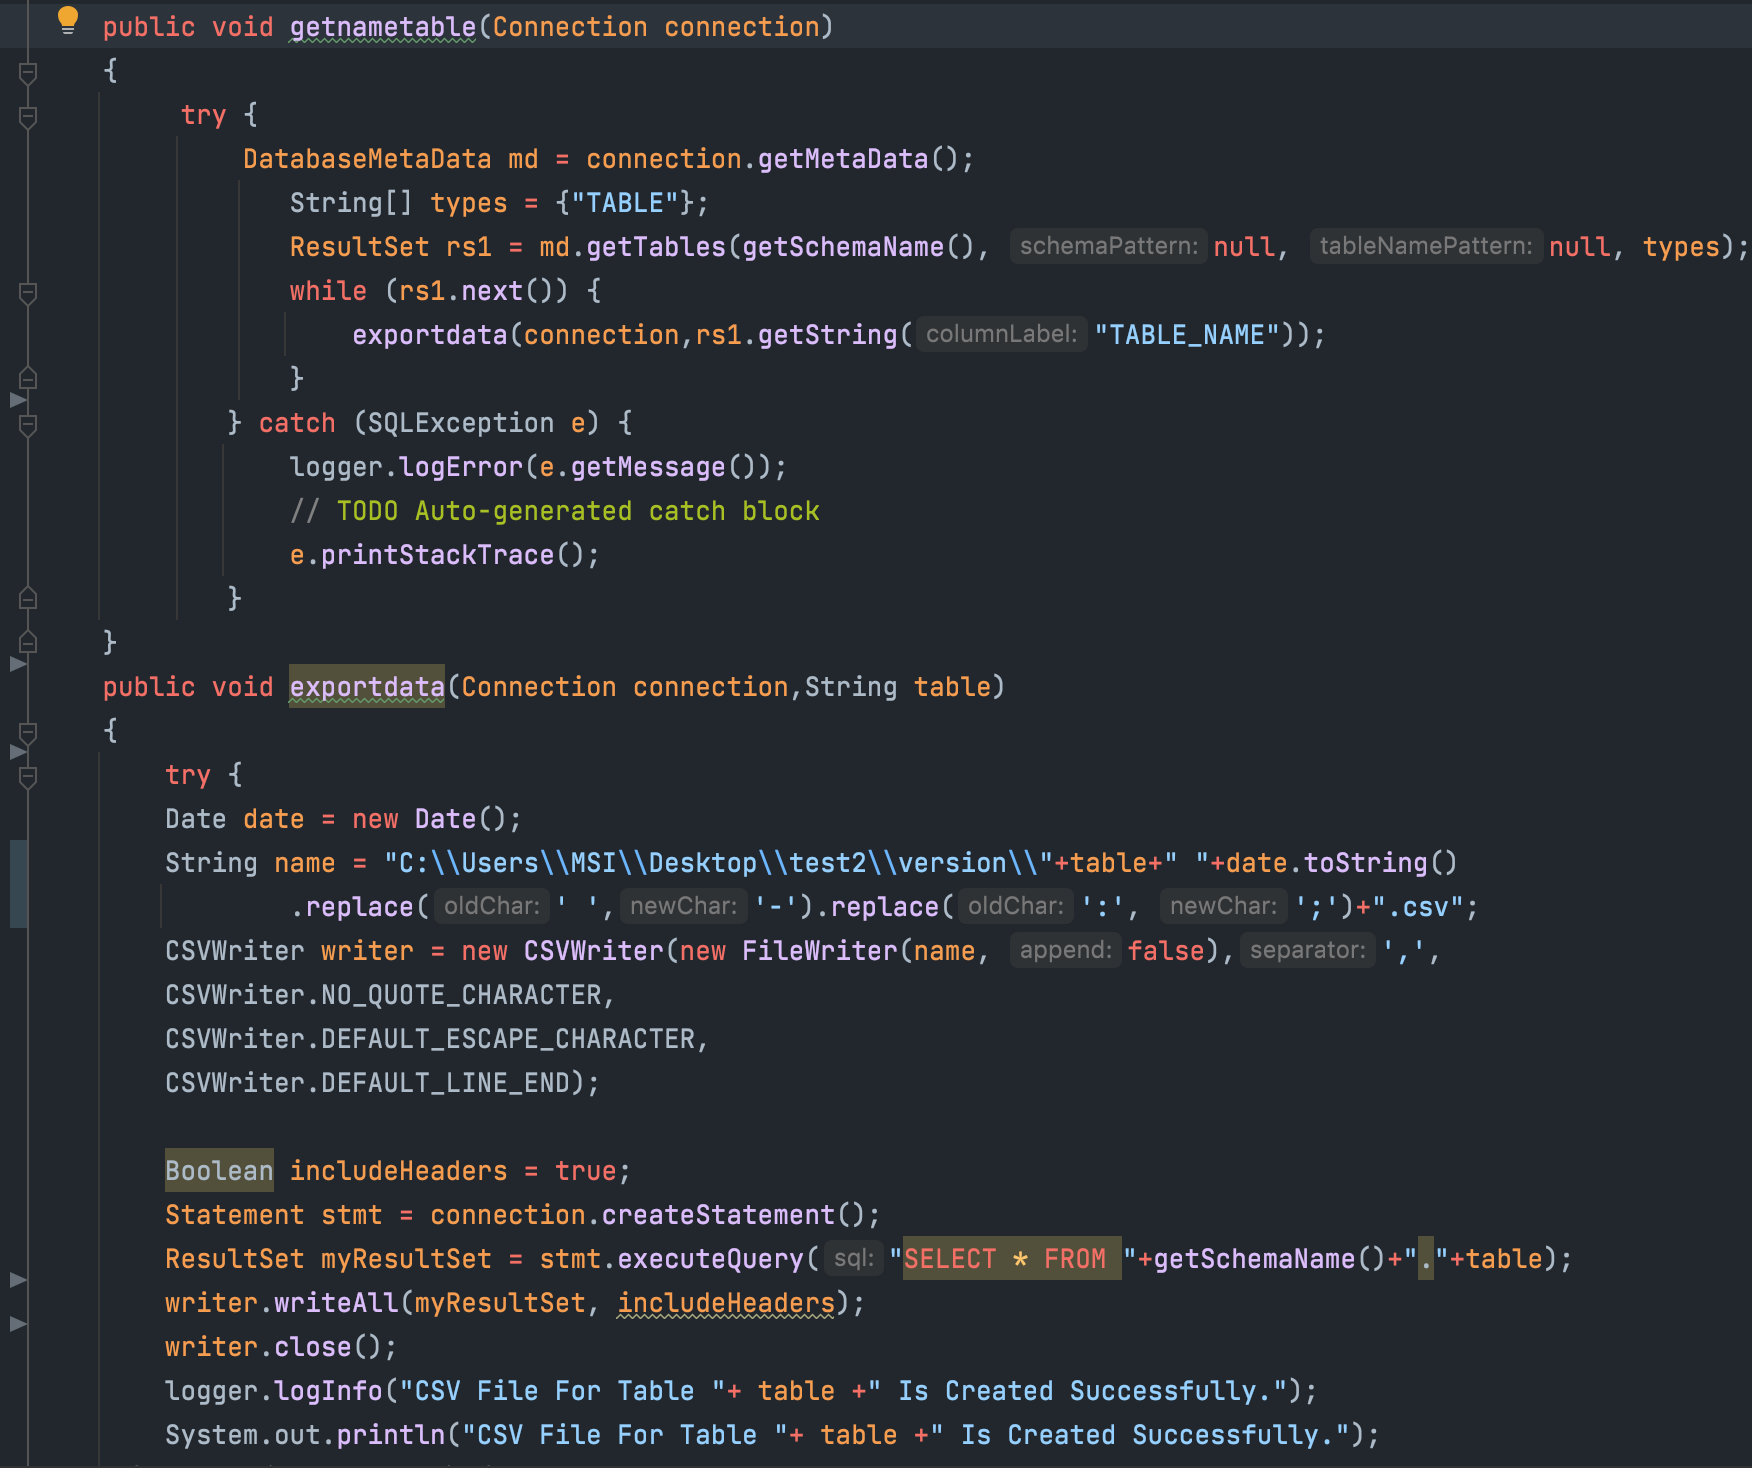 public void getnametable(Connection connection)
{
try {
DatabaseMetaData md = connection.getMetaData();
String[] types = {"TABLE"};
ResultSet rs1 = md.getTables(getSchemaName(), schemaPattern: null, tableNamePattern: null, types);
while (rs1.next()) {
exportdata(connection,rs1.getString( columnLabel: "TABLE_NAME"));
}
} catch (SQLException e) {
logger.logError(e.getMessage());
// TODO Auto-generated catch block
e.printStackTrace();
}
}
public void exportdata(Connection connection,String table)
{
try {
Date date = new Date();
String name = "C:\\Users\\MSI\\Desktop\\test2\\version\\"+table+" "+date.toString()
.replace( oldChar: ' ', newChar: '-').replace( oldChar: ':', newChar: ';')+".csv";
CSVWriter writer = new CSVWriter(new FileWriter(name, append: false), separator: ',',
CSVWriter.NO_QUOTE_CHARACTER,
CSVWriter.DEFAULT_ESCAPE_CHARACTER,
CSVWriter.DEFAULT_LINE_END);
Boolean includeHeaders = true;
Statement stmt = connection.createStatement();
ResultSet myResultSet = stmt.executeQuery( sql: "SELECT * FROM "+getSchemaName()+"."+table);
writer.writeAll(myResultSet, includeHeaders);
writer.close();
logger.logInfo("CSV File For Table "+ table +" Is Created Successfully.");
System.out.println("CSV File For Table "+ table +" Is Created Successfully.");